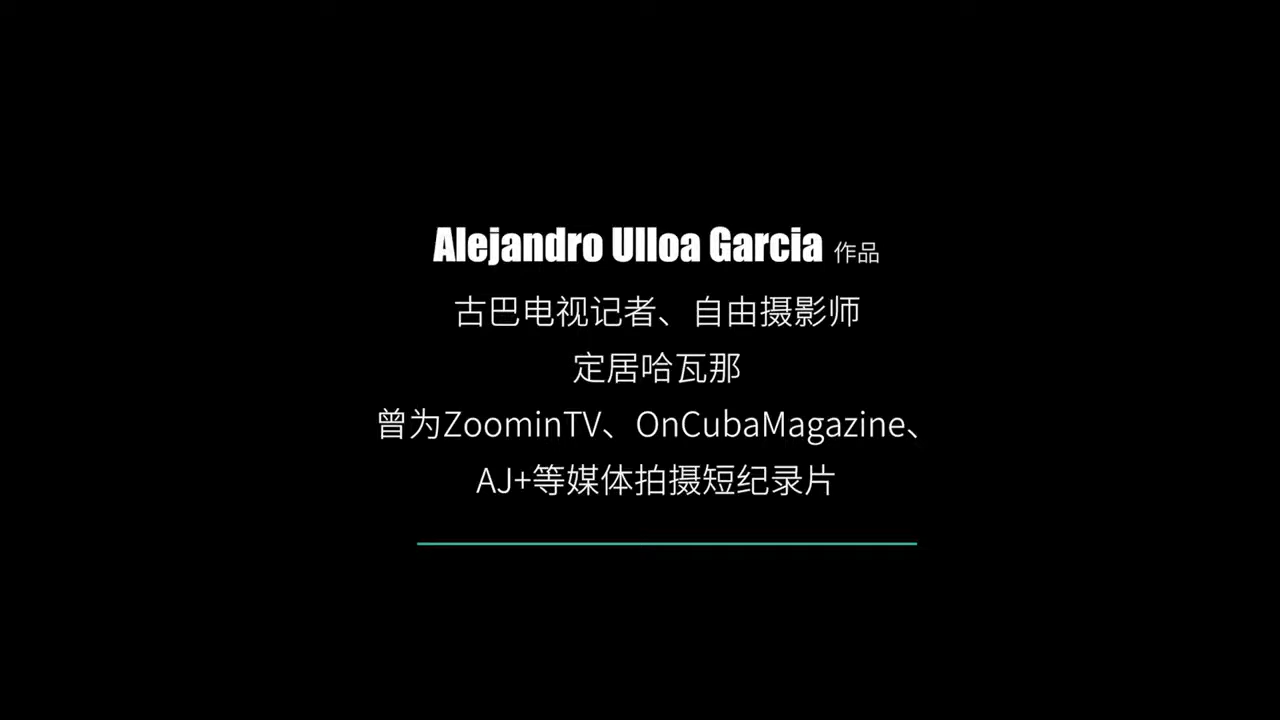 Alejandro Ulloa Garcia 作品
古巴电视记者、自由摄影师
定居哈瓦那
曾为ZoominTV、OnCubaMagazine、
AJ+等媒体拍摄短纪录片